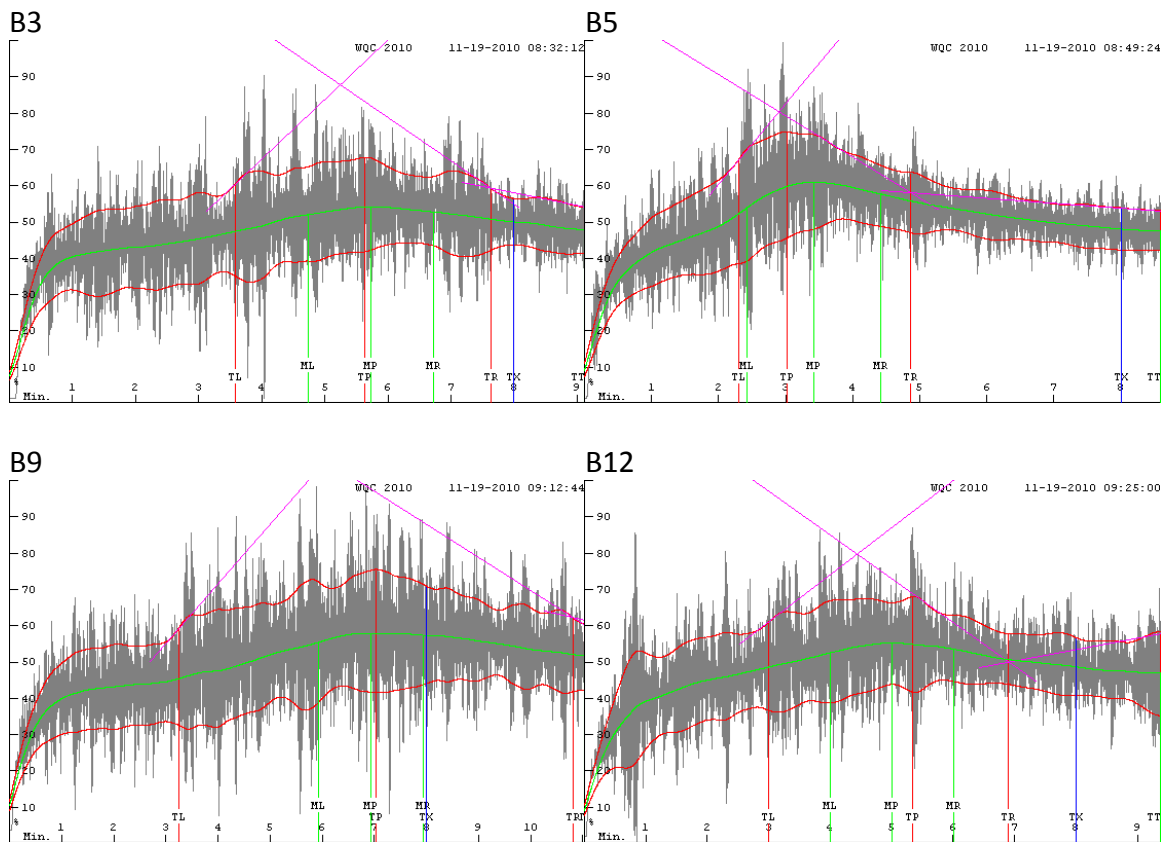 B3
WQC 2010 11-19-2010 08:32:12
90
80
70
60
50
40
30
20
10
%
ML MP MR
TL TP TR TX TT
1 2 3 4 5 6 7 8 9
Min.
B5
WQC 2010 11-19-2010 08:49:24
90
80
70
60
50
40
30
20
10
%
ML MP MR
TL TP TR TX TT
1 2 3 4 5 6 7 8
Min.
B9
WQC 2010 11-19-2010 09:12:44
90
80
70
60
50
40
30
20
10
%
ML MP MR
TL TP TX TR
1 2 3 4 5 6 7 8 9 10
Min.
B12
WQC 2010 11-19-2010 09:25:00
90
80
70
60
50
40
30
20
10
%
ML MP MR
TL TP TR TX TT
1 2 3 4 5 6 7 8 9
Min.